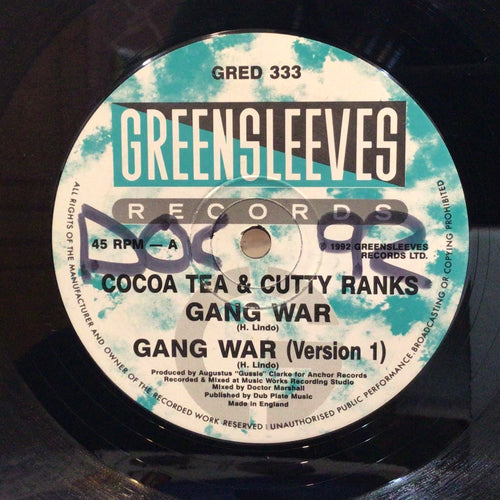 GRED 333
GREENSLEEVES
RECORDS
DOC 92
45 RPM — A
℗ 1992 GREENSLEEVES
RECORDS LTD.
COCOA TEA & CUTTY RANKS
GANG WAR
(H. Lindo)
GANG WAR (Version 1)
(H. Lindo)
Produced by Augustus "Gussie" Clarke for Anchor Records
Recorded & Mixed at Music Works Recording Studio
Mixed by Doctor Marshall
Published by Dub Plate Music
Made in England
ALL RIGHTS OF THE MANUFACTURER AND OWNER OF THE RECORDED WORK RESERVED. UNAUTHORISED PUBLIC PERFORMANCE. BROADCASTING OR COPYING PROHIBITED